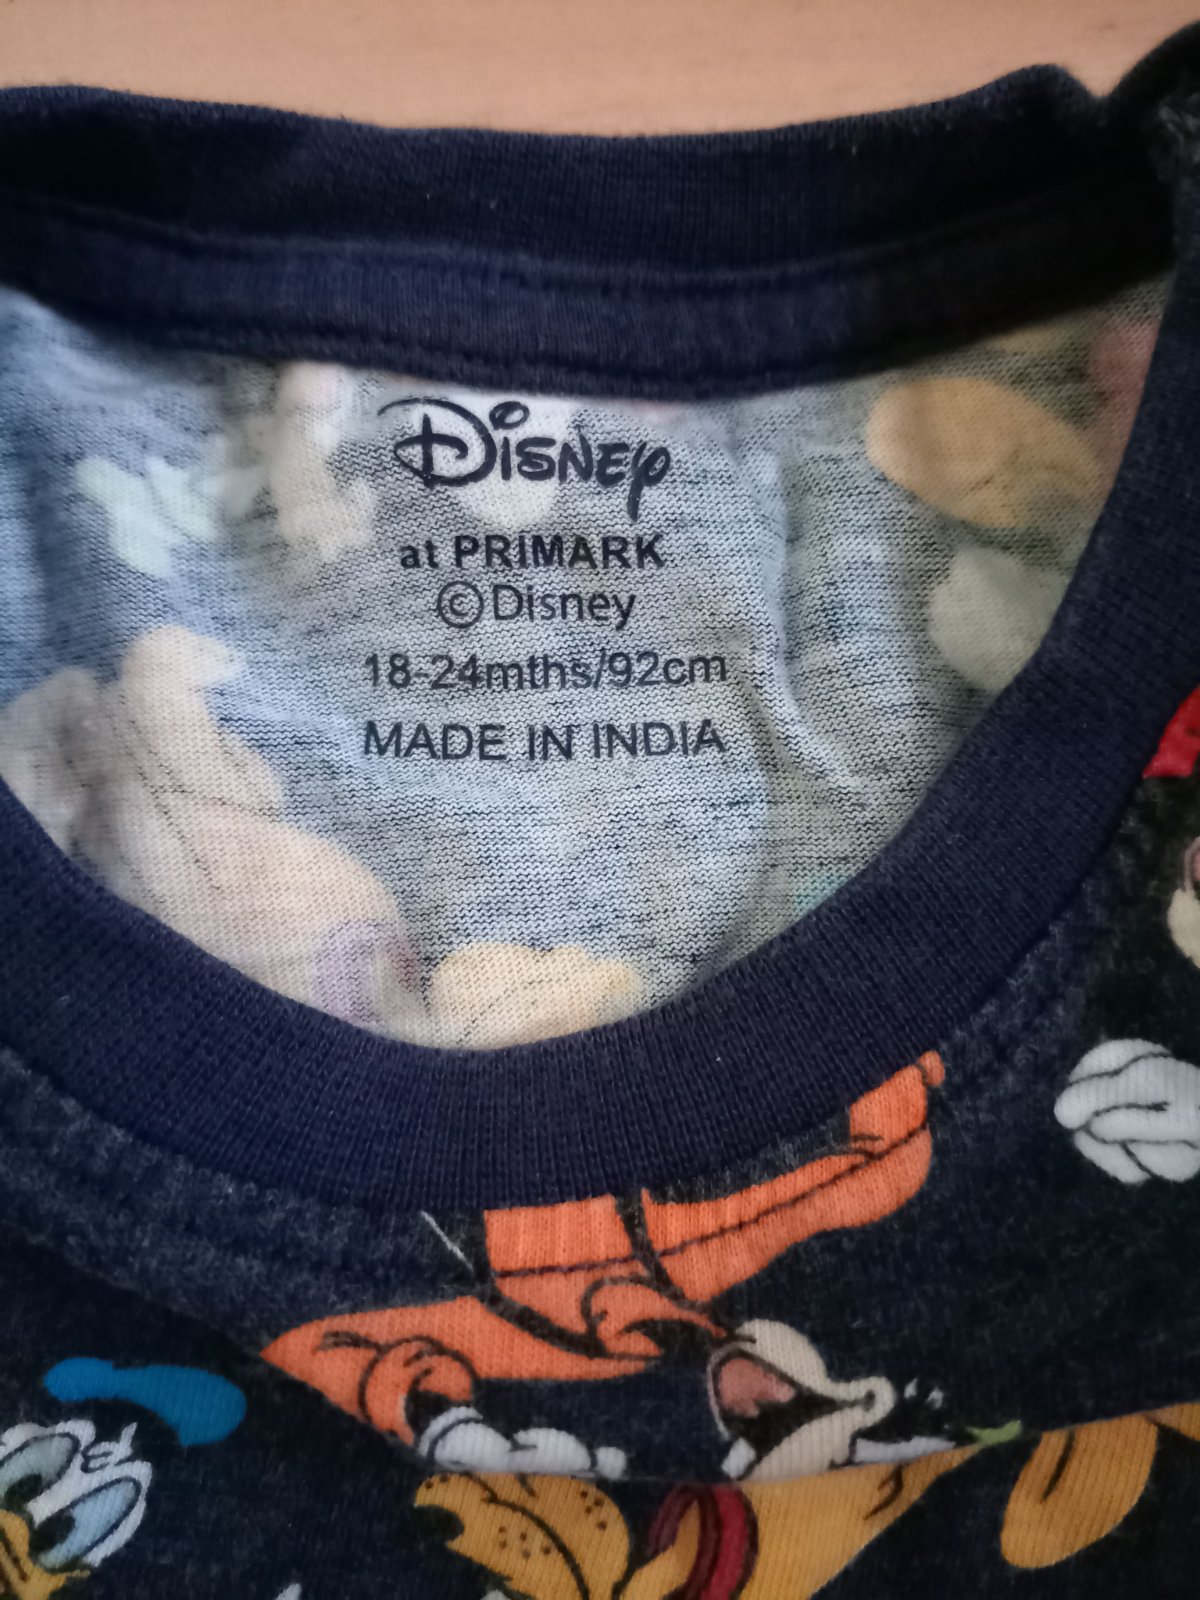 Disney
at PRIMARK
©Disney
18-24mths/92cm
MADE IN INDIA